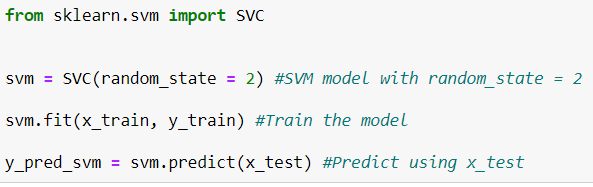 from sklearn.svm import SVC
svm = SVC(random_state = 2) #SVM model with random_state = 2
svm.fit(x_train, y_train) #Train the model
y_pred_svm = svm.predict(x_test) #Predict using x_test